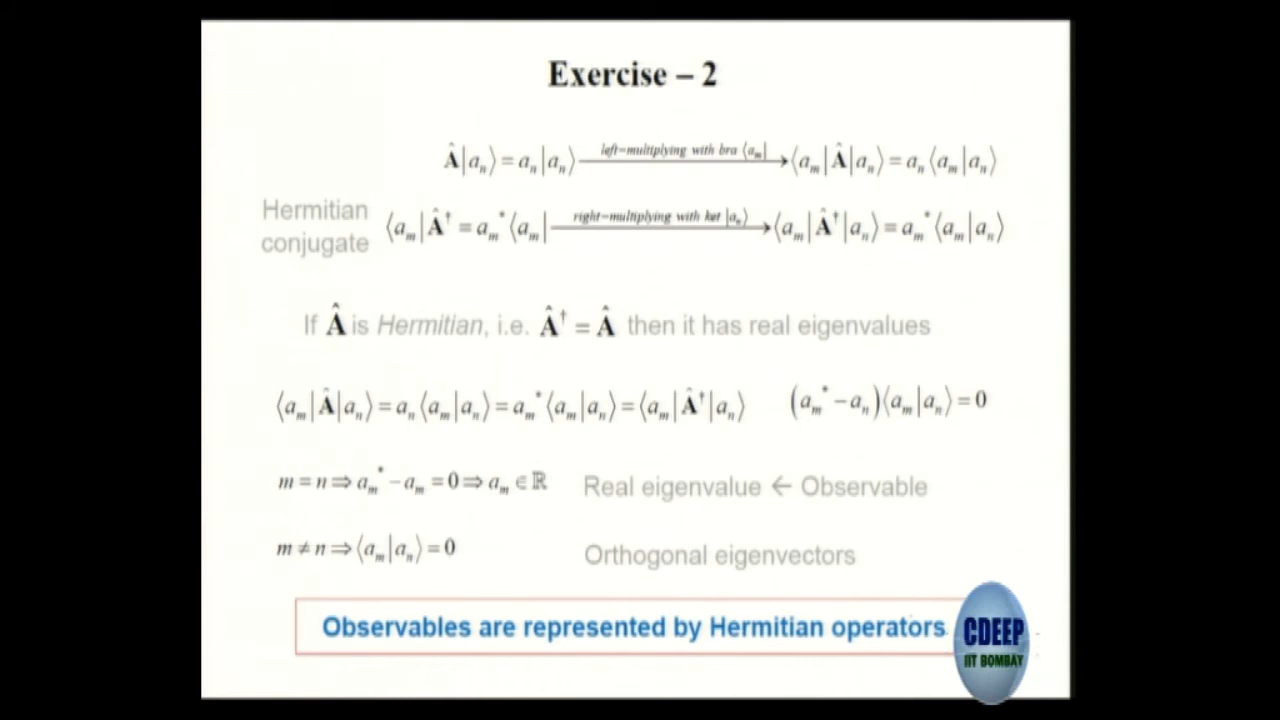 Exercise – 2
Â|aₙ⟩ = aₙ|aₙ⟩ —left−multiplying with bra ⟨aₘ|→ ⟨aₘ|Â|aₙ⟩ = aₙ⟨aₘ|aₙ⟩
Hermitian conjugate
⟨aₘ|Â† = aₘ*⟨aₘ| —right−multiplying with ket |aₙ⟩→ ⟨aₘ|Â†|aₙ⟩ = aₘ*⟨aₘ|aₙ⟩
If Â is Hermitian, i.e. Â† = Â then it has real eigenvalues
⟨aₘ|Â|aₙ⟩ = aₙ⟨aₘ|aₙ⟩ = aₘ*⟨aₘ|aₙ⟩ = ⟨aₘ|Â†|aₙ⟩ (aₘ* − aₙ)⟨aₘ|aₙ⟩ = 0
m = n ⇒ aₘ* − aₘ = 0 ⇒ aₘ ∈ ℝ Real eigenvalue ← Observable
m ≠ n ⇒ ⟨aₘ|aₙ⟩ = 0 Orthogonal eigenvectors
Observables are represented by Hermitian operators
CDEEP
IIT BOMBAY